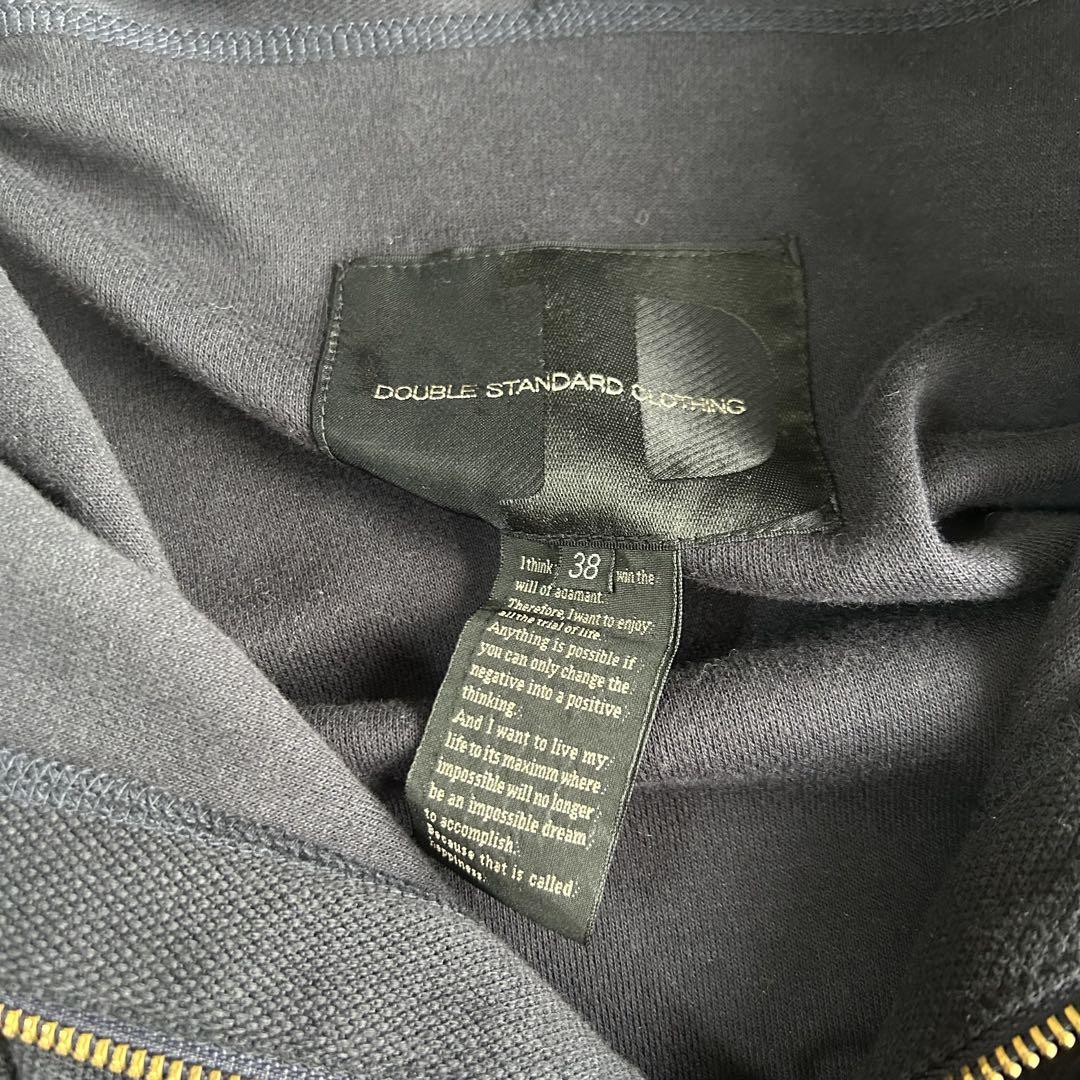 DOUBLE STANDARD CLOTHING
I think 38 win the
will of adamant.
Therefore, I want to enjoy
all the trial of life
Anything is possible if
you can only change the
negative into a positive
thinking.
And I want to live my
life to its maximm where
impossible will no longer
be an impossible dream
to accomplish.
Because that is called
happiness.